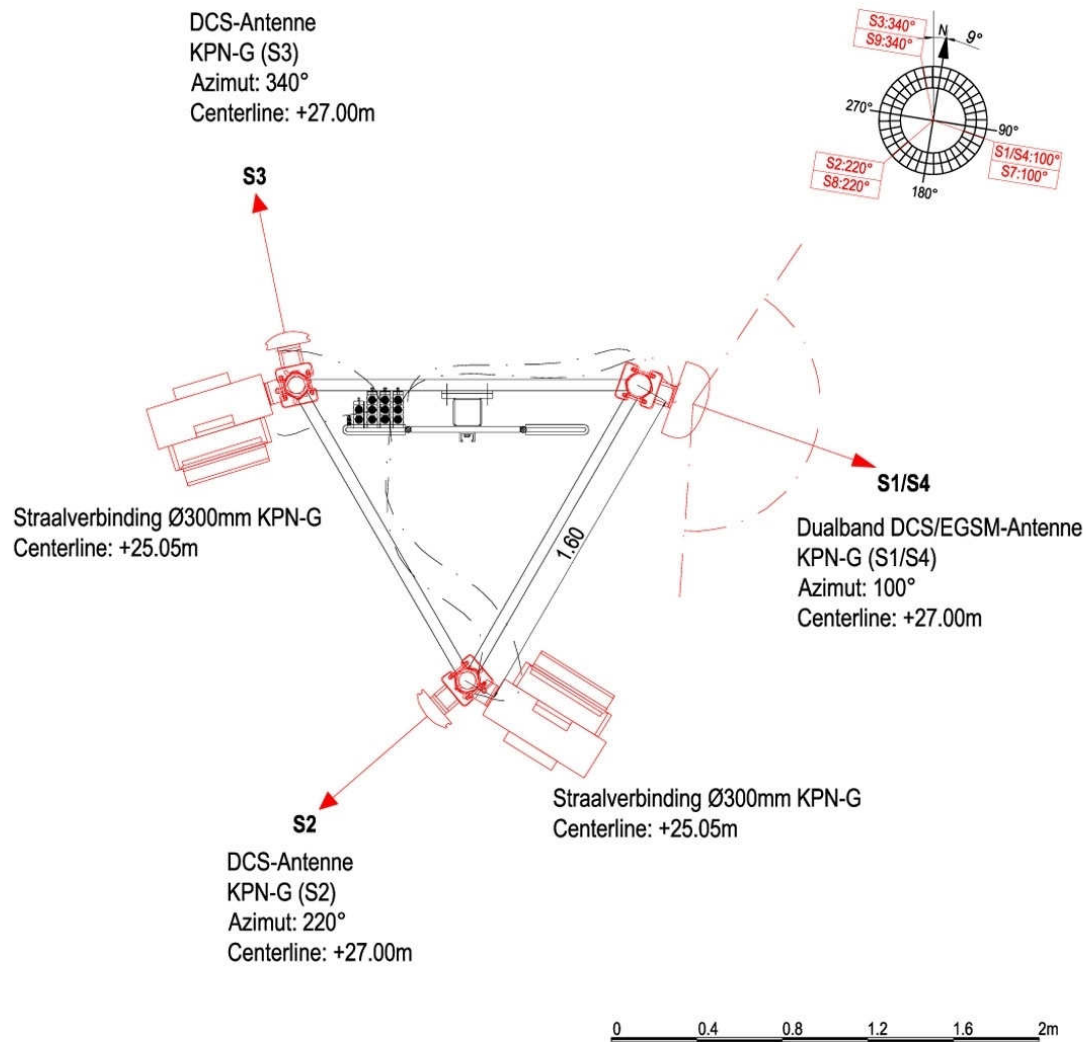 DCS-Antenne
KPN-G (S3)
Azimut: 340°
Centerline: +27.00m
S3:340°
S9:340°
N
9°
270°
90°
S1/S4:100°
S7:100°
S2:220°
S8:220°
180°
S3
S1/S4
Straalverbinding Ø300mm KPN-G
Centerline: +25.05m
1.60
Dualband DCS/EGSM-Antenne
KPN-G (S1/S4)
Azimut: 100°
Centerline: +27.00m
Straalverbinding Ø300mm KPN-G
Centerline: +25.05m
S2
DCS-Antenne
KPN-G (S2)
Azimut: 220°
Centerline: +27.00m
0 0.4 0.8 1.2 1.6 2m